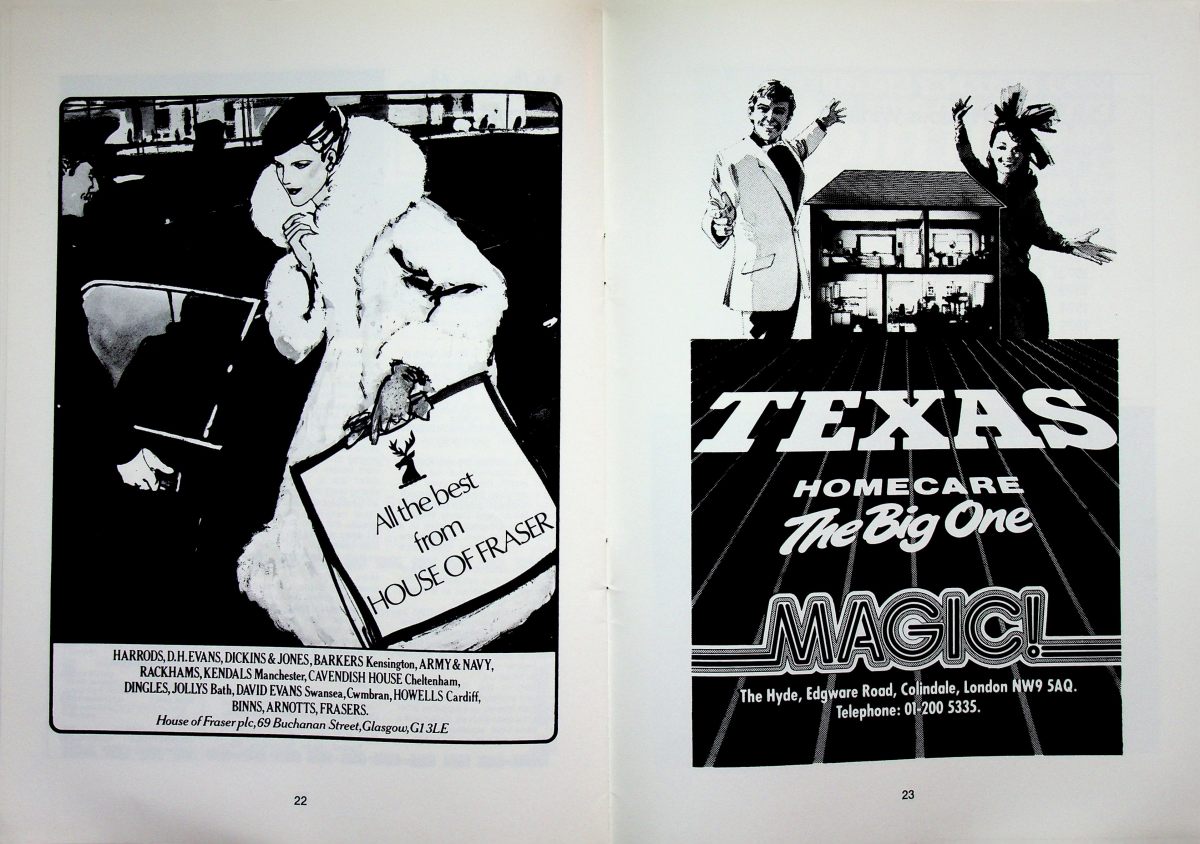 All the best
from
HOUSE OF FRASER
HARRODS, D.H. EVANS, DICKINS & JONES, BARKERS Kensington, ARMY & NAVY,
RACKHAMS, KENDALS Manchester, CAVENDISH HOUSE Cheltenham,
DINGLES, JOLLYS Bath, DAVID EVANS Swansea, Cwmbran, HOWELLS Cardiff,
BINNS, ARNOTTS, FRASERS.
House of Fraser plc, 69 Buchanan Street, Glasgow, G1 3LE
22
TEXAS
HOMECARE
The Big One
MAGIC!
The Hyde, Edgware Road, Colindale, London NW9 5AQ.
Telephone: 01-200 5335.
23